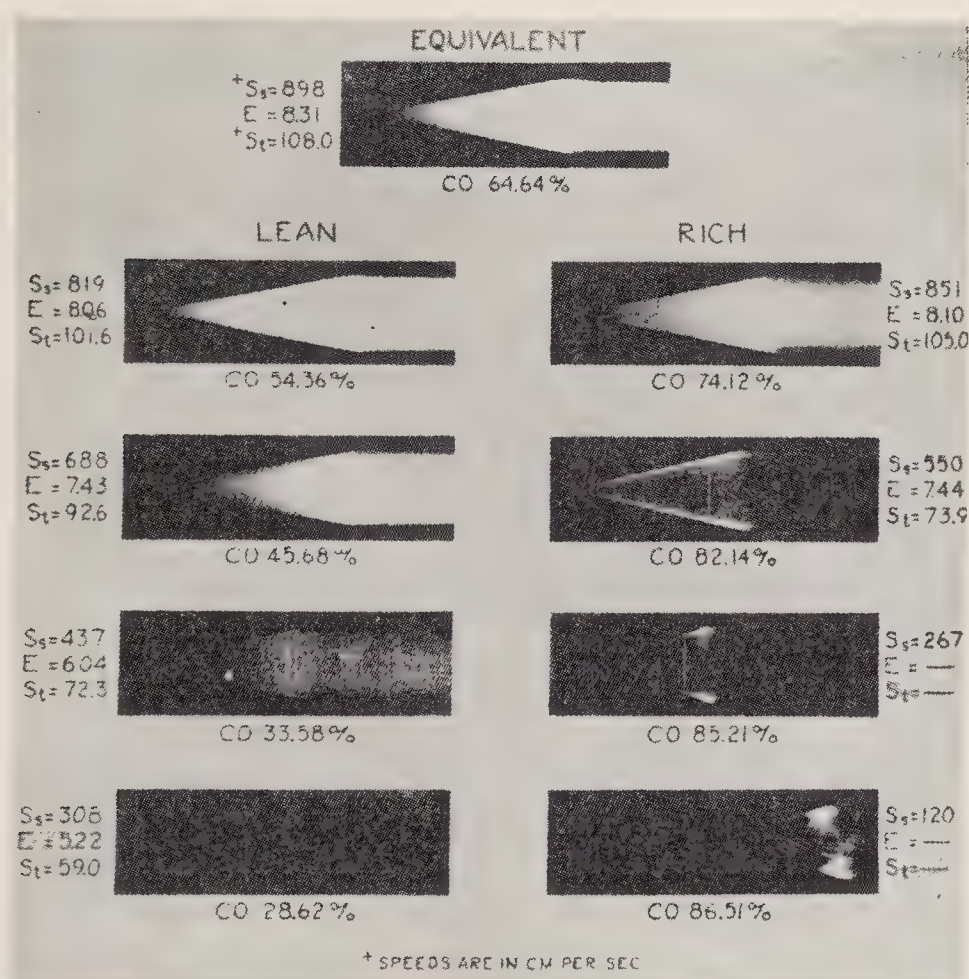 EQUIVALENT
+Ss=898
E = 8.31
+St=108.0
CO 64.64%
LEAN
RICH
Ss=819
E = 8.06
St=101.6
CO 54.36%
Ss=851
E = 8.10
St=105.0
CO 74.12%
Ss=688
E = 7.43
St=92.6
CO 45.68%
Ss=550
E = 7.44
St=73.9
CO 82.14%
Ss=437
E = 6.04
St=72.3
CO 33.58%
Ss=267
E = —
St= —
CO 85.21%
Ss=308
E = 5.22
St=59.0
CO 28.62%
Ss=120
E = —
St= —
CO 86.51%
+ SPEEDS ARE IN CM PER SEC